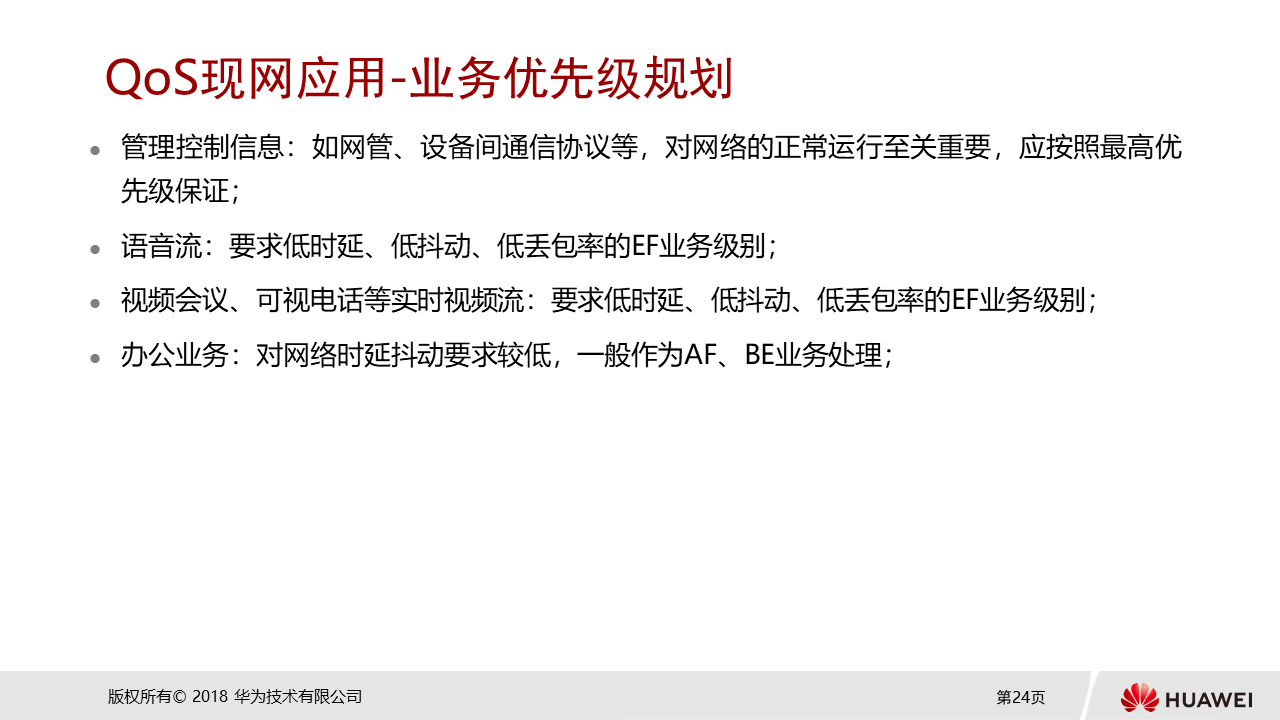 QoS现网应用-业务优先级规划
管理控制信息：如网管、设备间通信协议等，对网络的正常运行至关重要，应按照最高优
先级保证；
语音流：要求低时延、低抖动、低丢包率的EF业务级别；
视频会议、可视电话等实时视频流：要求低时延、低抖动、低丢包率的EF业务级别；
办公业务：对网络时延抖动要求较低，一般作为AF、BE业务处理；
版权所有© 2018 华为技术有限公司
第24页
HUAWEI